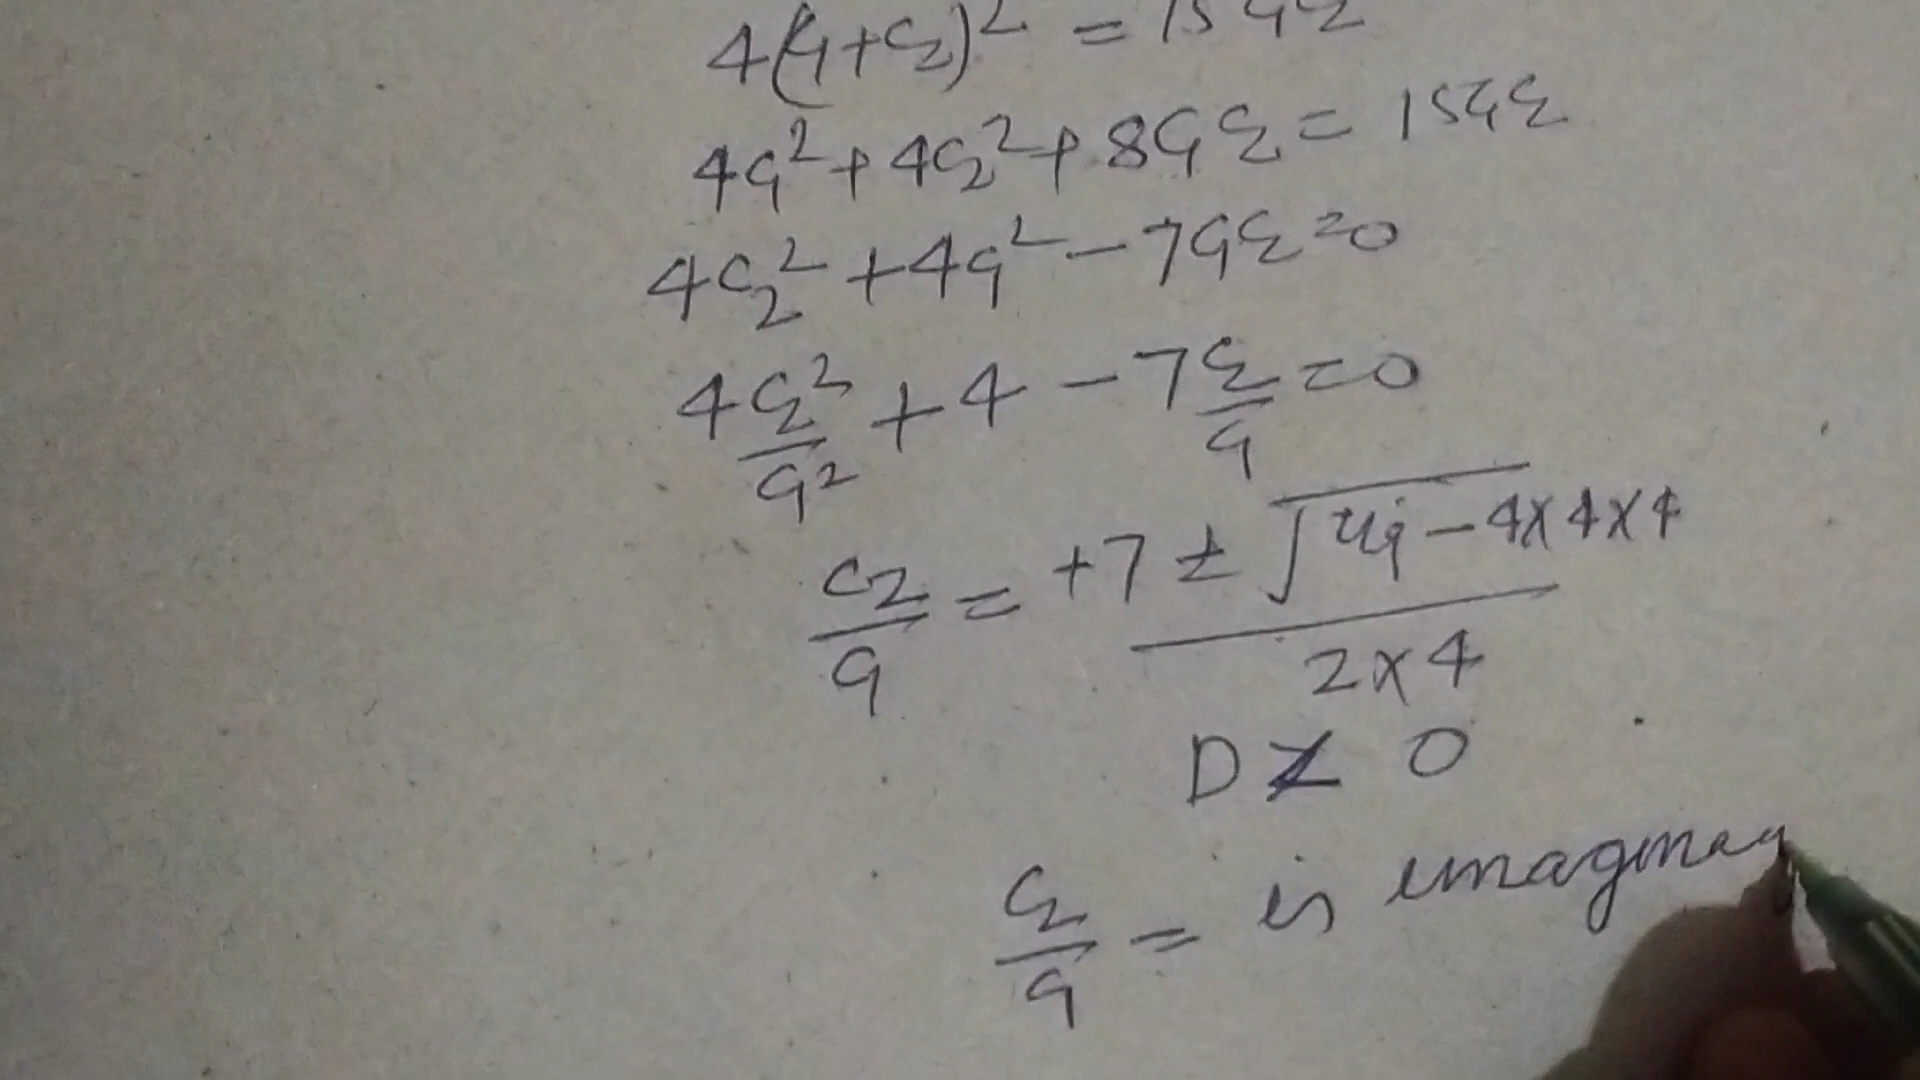 4(C₁+C₂)² = 15C₁C₂
4C₁² + 4C₂² + 8C₁C₂ = 15C₁C₂
4C₂² + 4C₁² - 7C₁C₂ = 0
4C₂²/C₁² + 4 - 7C₂/C₁ = 0
C₂/C₁ = +7 ± √49 - 4×4×4 / 2×4
D < 0
C₂/C₁ = is imagina